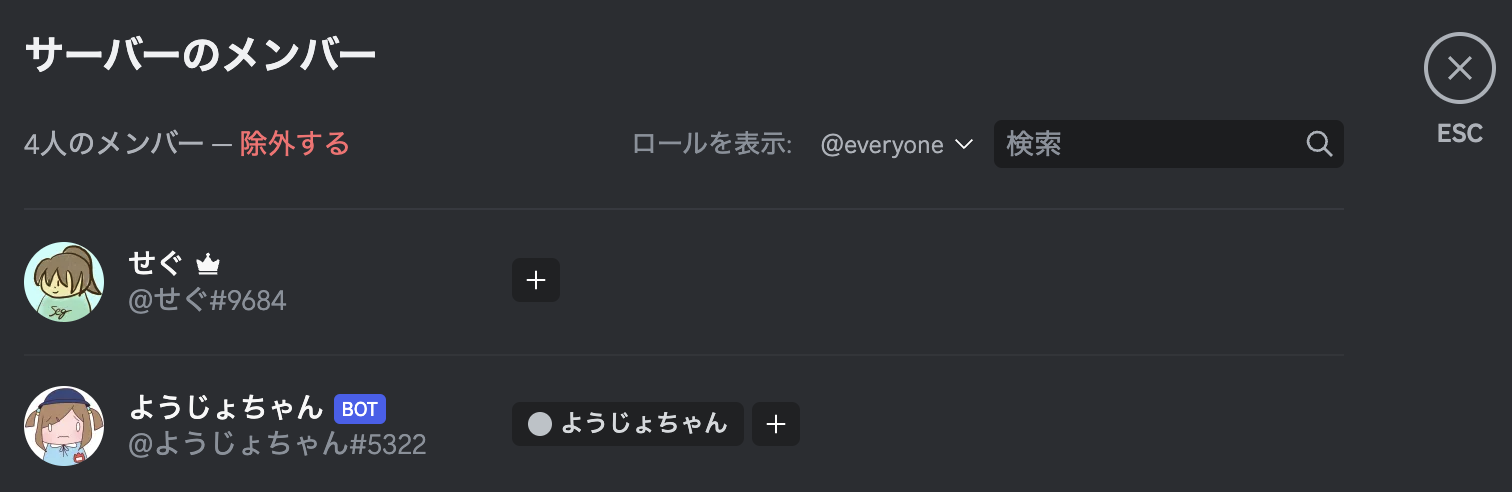 サーバーのメンバー
ESC
4人のメンバー — 除外する
ロールを表示: @everyone 検索
せぐ
@せぐ#9684
Seg
ようじょちゃん BOT ようじょちゃん
@ようじょちゃん#5322